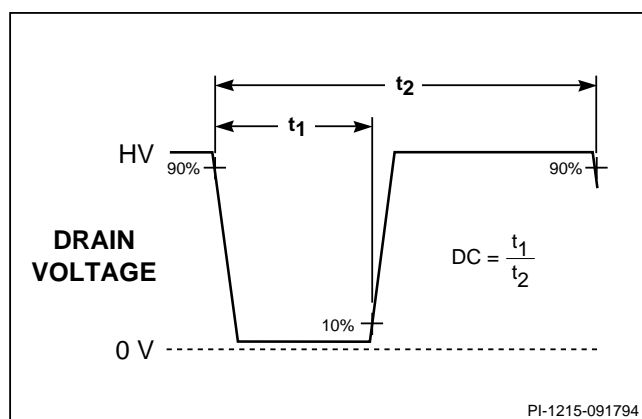 t2
t1
HV
90%
90%
DRAIN
VOLTAGE
DC = t1
t2
10%
0 V
PI-1215-091794